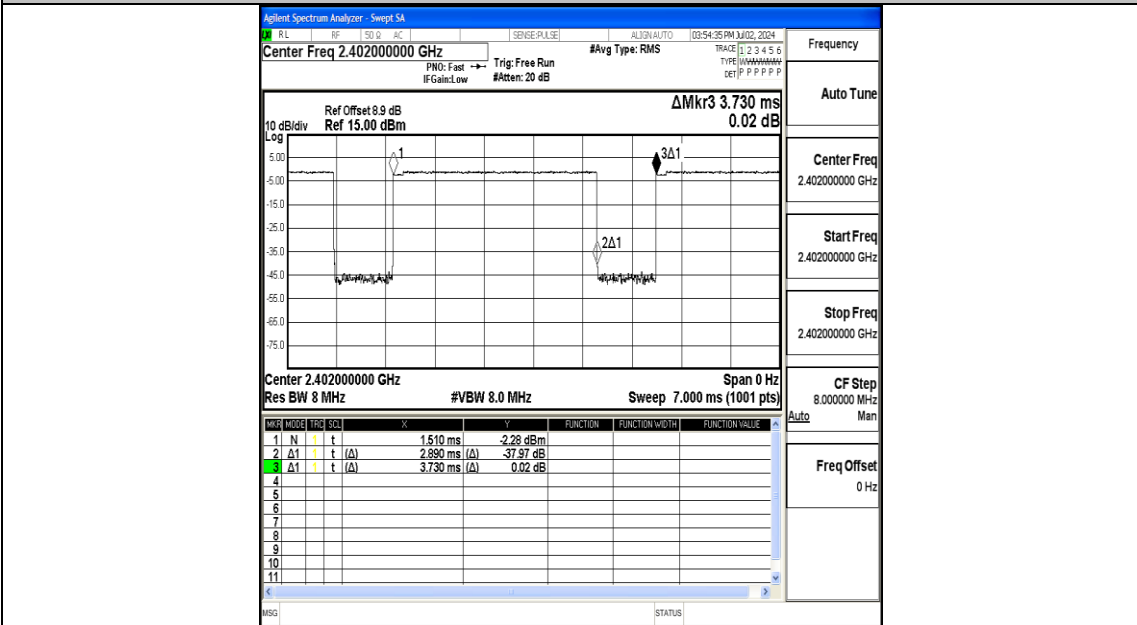 Agilent Spectrum Analyzer - Swept SA
RL RF 50 Ω AC SENSE:PULSE ALIGN AUTO 03:54:35 PM Jul 02, 2024
Center Freq 2.402000000 GHz #Avg Type: RMS TRACE 1 2 3 4 5 6
PNO: Fast Trig: Free Run TYPE
IFGain:Low #Atten: 20 dB DET P P P P P P
Ref Offset 8.9 dB ΔMkr3 3.730 ms
10 dB/div Ref 15.00 dBm 0.02 dB
Log
5.00
-5.00
-15.0
-25.0
-35.0
-45.0
-55.0
-65.0
-75.0
1
3Δ1
2Δ1
Center 2.402000000 GHz Span 0 Hz
Res BW 8 MHz #VBW 8.0 MHz Sweep 7.000 ms (1001 pts)
MKR MODE TRC SCL X Y FUNCTION FUNCTION WIDTH FUNCTION VALUE
1 N 1 t 1.510 ms -2.28 dBm
2 Δ1 1 t (Δ) 2.890 ms (Δ) -37.97 dB
3 Δ1 1 t (Δ) 3.730 ms (Δ) 0.02 dB
4
5
6
7
8
9
10
11
MSG STATUS
Frequency
Auto Tune
Center Freq
2.402000000 GHz
Start Freq
2.402000000 GHz
Stop Freq
2.402000000 GHz
CF Step
8.000000 MHz
Auto Man
Freq Offset
0 Hz